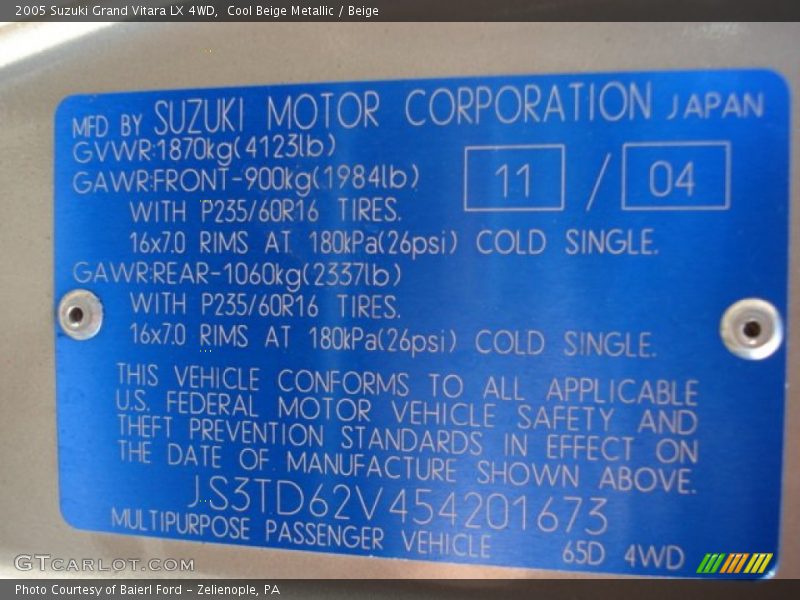 2005 Suzuki Grand Vitara LX 4WD,  Cool Beige Metallic / Beige
MFD BY SUZUKI MOTOR CORPORATION JAPAN
GVWR:1870kg(4123lb)
GAWR:FRONT-900kg(1984lb) 11 / 04
WITH P235/60R16 TIRES.
16x7.0 RIMS AT 180kPa(26psi) COLD SINGLE.
GAWR:REAR-1060kg(2337lb)
WITH P235/60R16 TIRES.
16x7.0 RIMS AT 180kPa(26psi) COLD SINGLE.
THIS VEHICLE CONFORMS TO ALL APPLICABLE
U.S. FEDERAL MOTOR VEHICLE SAFETY AND
THEFT PREVENTION STANDARDS IN EFFECT ON
THE DATE OF MANUFACTURE SHOWN ABOVE.
JS3TD62V454201673
MULTIPURPOSE PASSENGER VEHICLE 65D 4WD
GTCARLOT.COM
Photo Courtesy of Baierl Ford - Zelienople, PA